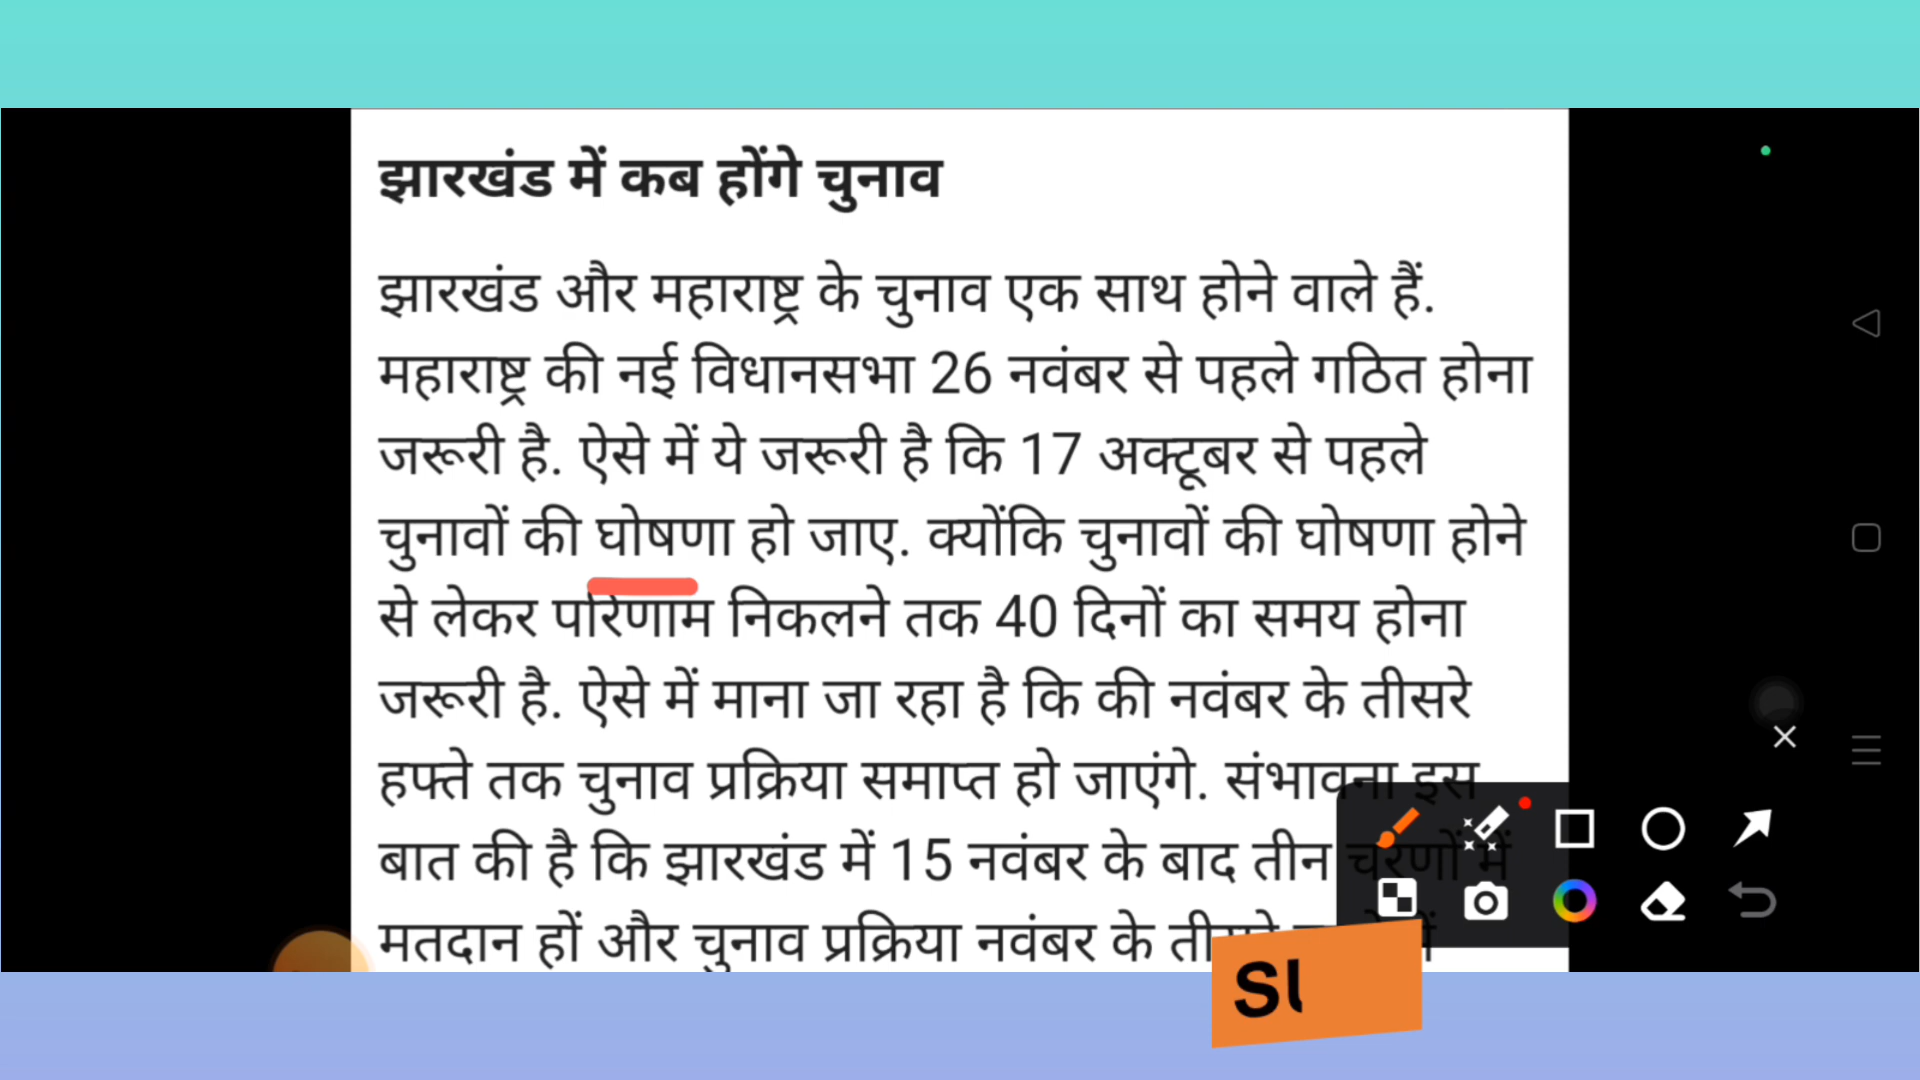 झारखंड में कब होंगे चुनाव
झारखंड और महाराष्ट्र के चुनाव एक साथ होने वाले हैं.
महाराष्ट्र की नई विधानसभा 26 नवंबर से पहले गठित होना
जरूरी है. ऐसे में ये जरूरी है कि 17 अक्टूबर से पहले
चुनावों की घोषणा हो जाए. क्योंकि चुनावों की घोषणा होने
से लेकर परिणाम निकलने तक 40 दिनों का समय होना
जरूरी है. ऐसे में माना जा रहा है कि की नवंबर के तीसरे
हफ्ते तक चुनाव प्रक्रिया समाप्त हो जाएंगे. संभावना इस
बात की है कि झारखंड में 15 नवंबर के बाद तीन चरणों में
मतदान हों और चुनाव प्रक्रिया नवंबर के